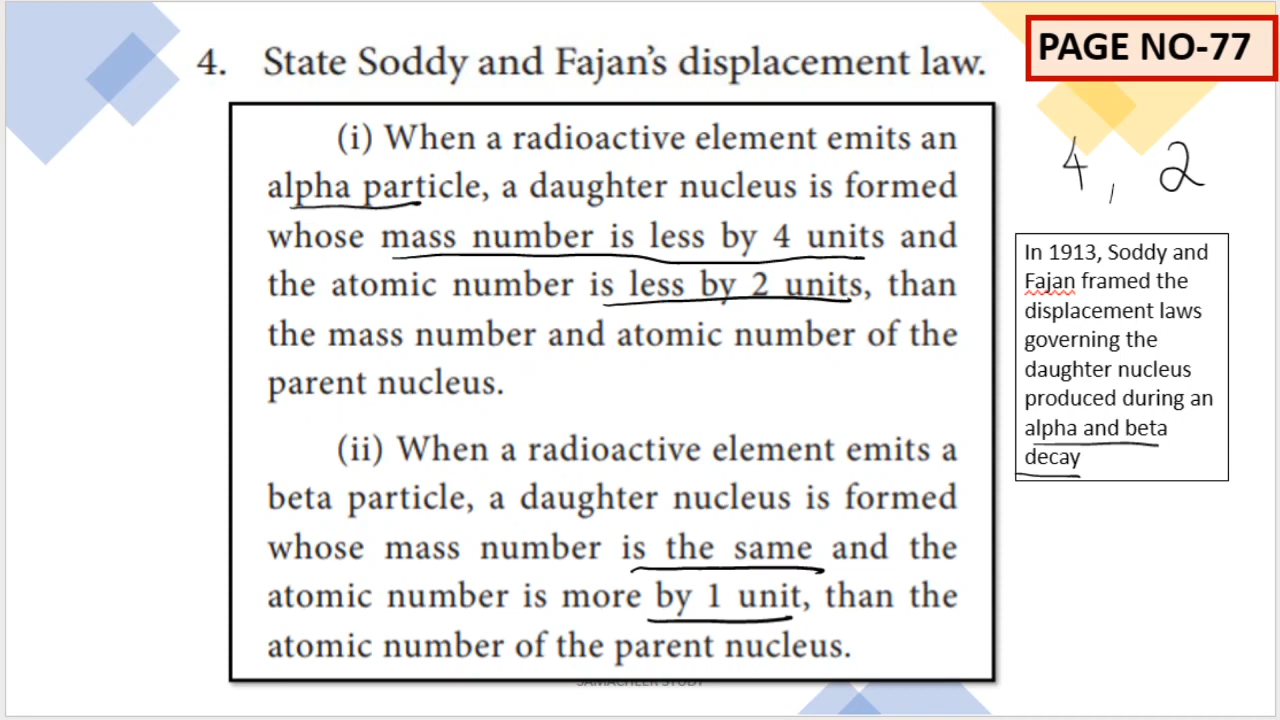 4. State Soddy and Fajan's displacement law.
PAGE NO-77
(i) When a radioactive element emits an
alpha particle, a daughter nucleus is formed
whose mass number is less by 4 units and
the atomic number is less by 2 units, than
the mass number and atomic number of the
parent nucleus.
(ii) When a radioactive element emits a
beta particle, a daughter nucleus is formed
whose mass number is the same and the
atomic number is more by 1 unit, than the
atomic number of the parent nucleus.
4, 2
In 1913, Soddy and
Fajan framed the
displacement laws
governing the
daughter nucleus
produced during an
alpha and beta
decay
SAMACHEER STUDY